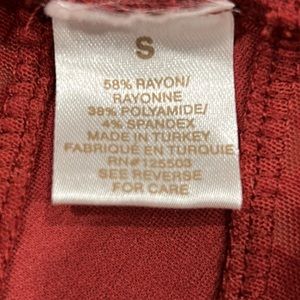 S
58% RAYON/
RAYONNE
38% POLYAMIDE/
4% SPANDEX
MADE IN TURKEY
FABRIQUÉ EN TURQUIE
RN#125503
SEE REVERSE
FOR CARE